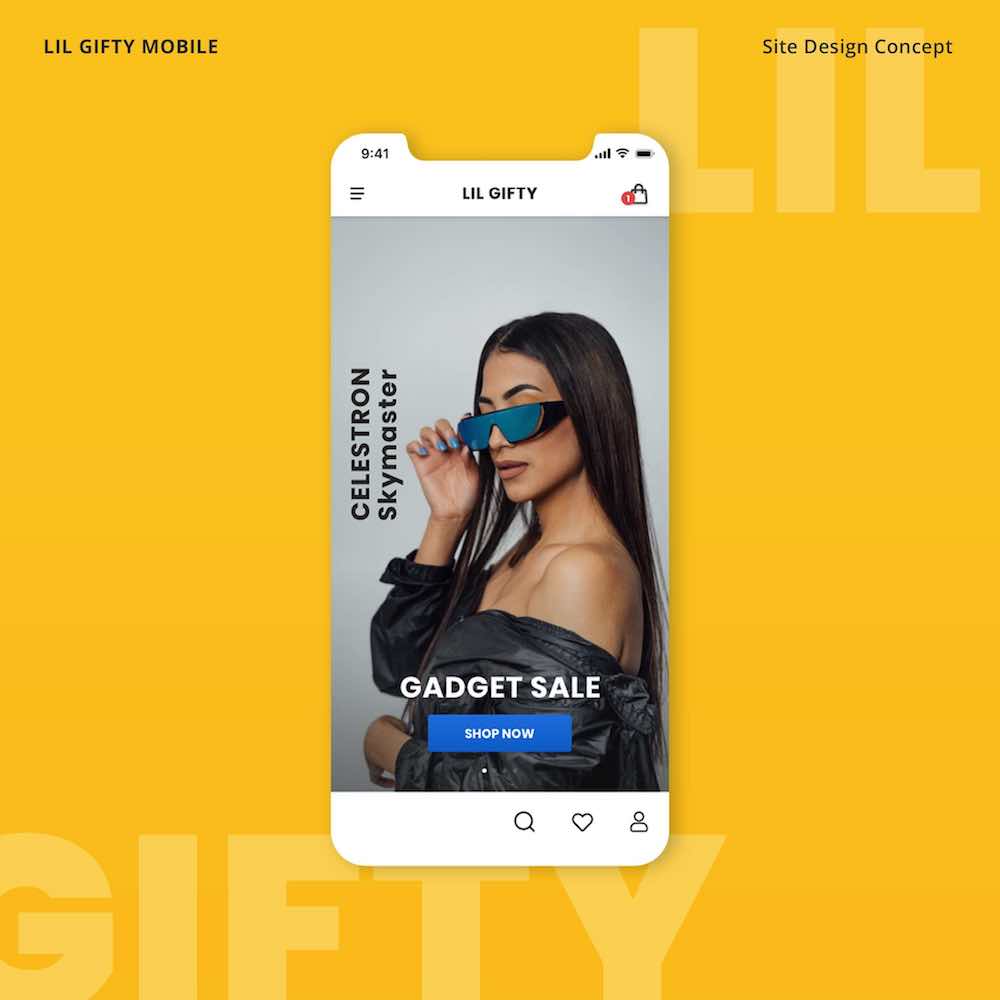 LIL GIFTY MOBILE
Site Design Concept
LIL
9:41
LIL GIFTY
1
CELESTRON
Skymaster
GADGET SALE
SHOP NOW
GIFTY